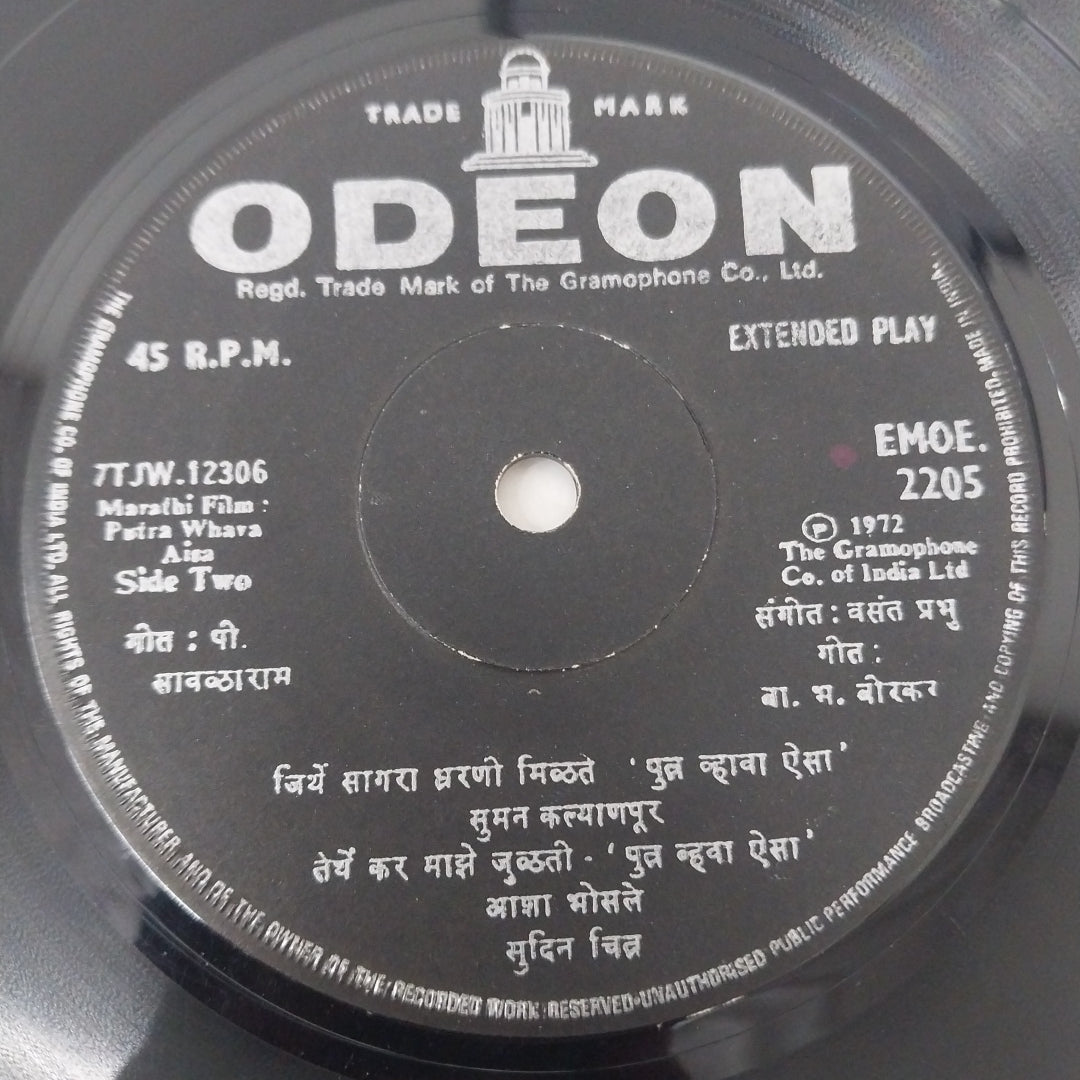 TRADE MARK
ODEON
Regd. Trade Mark of The Gramophone Co., Ltd.
45 R.P.M.
EXTENDED PLAY
7TJW.12306
Marathi Film :
Putra Whava
Aisa
Side Two
गीत : पी.
सावळाराम
EMOE.
2205
Ⓟ 1972
The Gramophone
Co. of India Ltd
संगीत : वसंत प्रभु
गीत :
बा. भ. बोरकर
जिथें सागरा धरणी मिळते 'पुत्र व्हावा ऐसा'
सुमन कल्याणपूर
तेथें कर माझे जुळती - 'पुत्र व्हवा ऐसा'
आशा भोसले
सुदिन चित्र
THE GRAMOPHONE CO. OF INDIA LTD. ALL RIGHTS OF THE MANUFACTURER AND OF THE OWNER OF THE RECORDED WORK RESERVED·UNAUTHORISED PUBLIC PERFORMANCE BROADCASTING AND COPYING OF THIS RECORD PROHIBITED. MADE IN INDIA